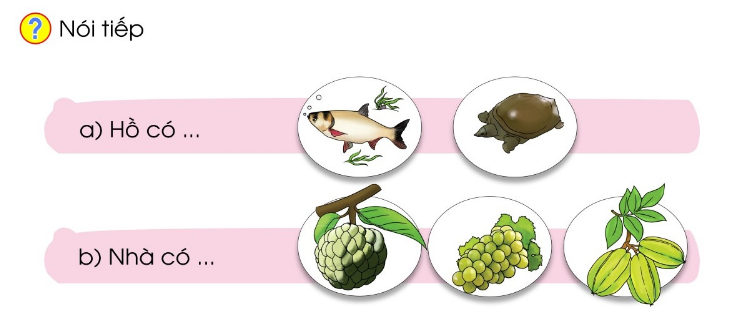 ? Nói tiếp
a) Hồ có ...
b) Nhà có ...